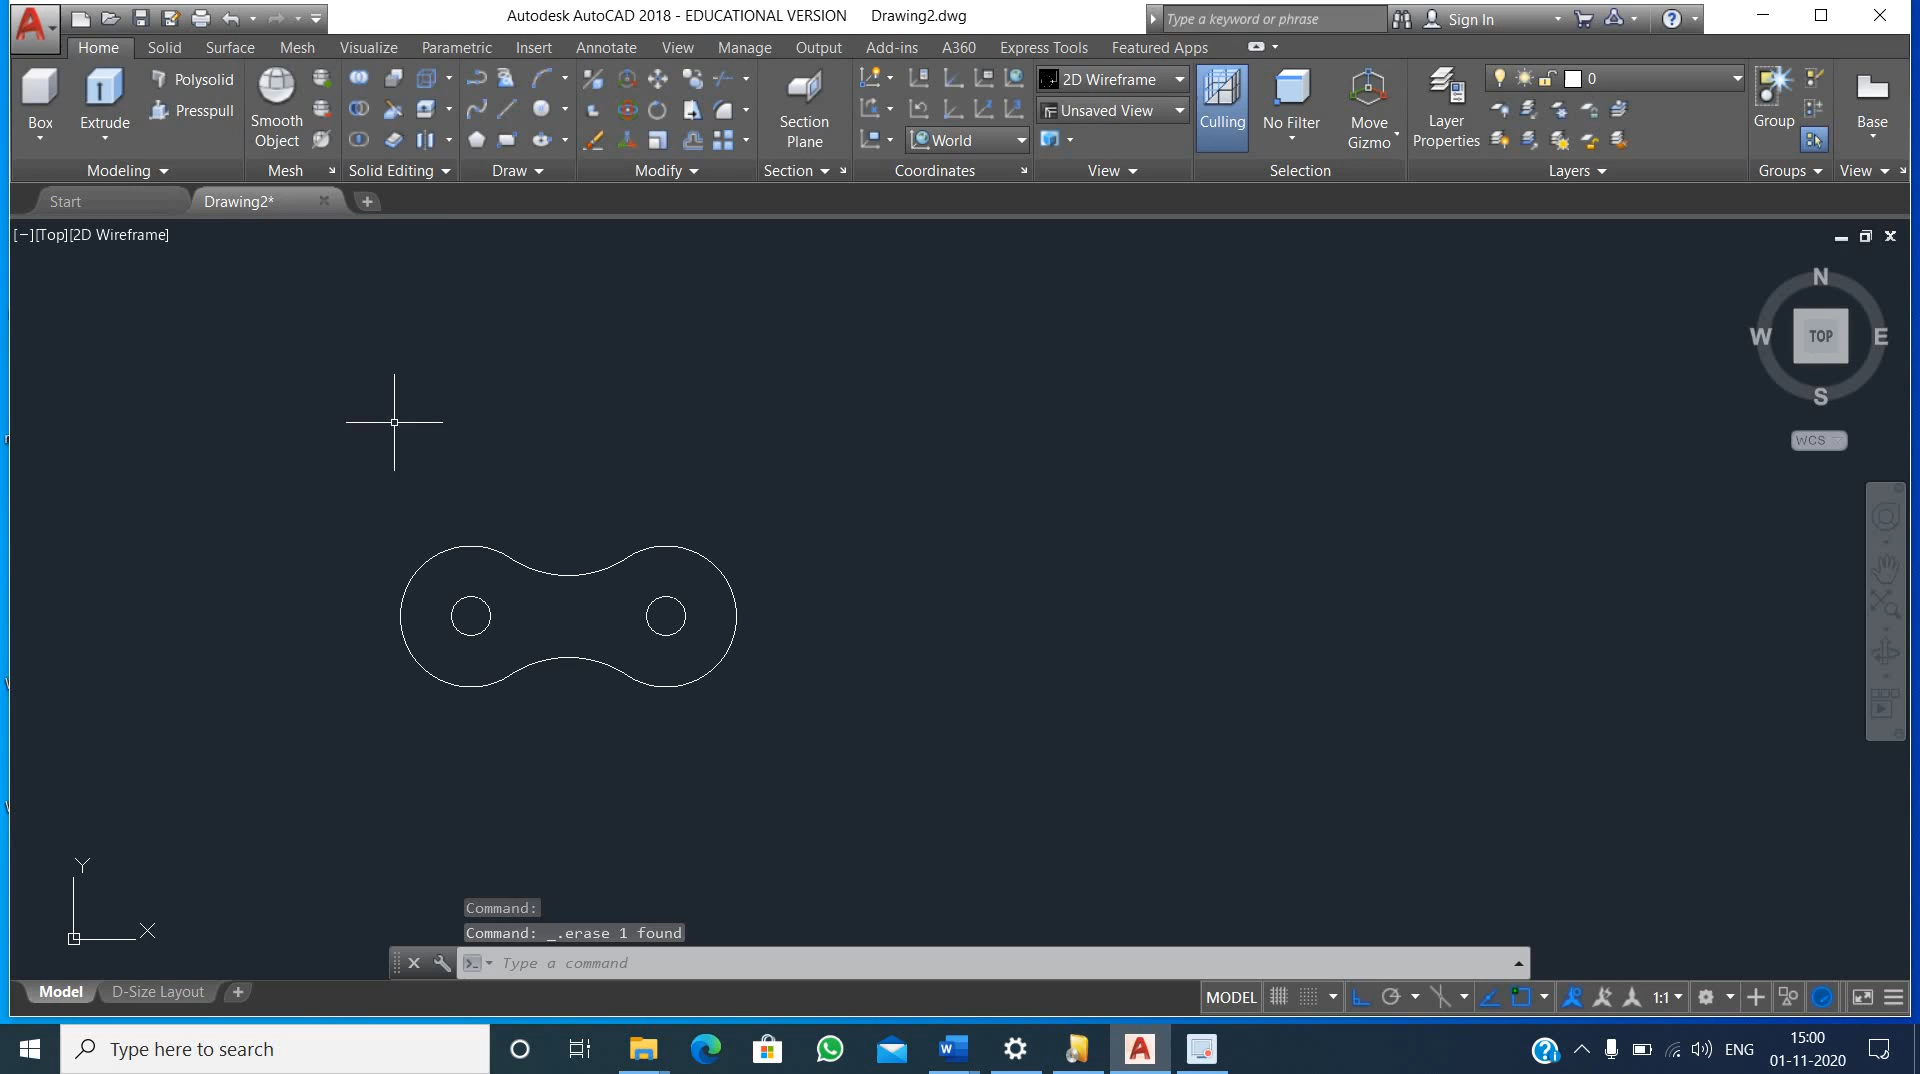 Autodesk AutoCAD 2018 - EDUCATIONAL VERSION Drawing2.dwg
Type a keyword or phrase
Sign In
Home Solid Surface Mesh Visualize Parametric Insert Annotate View Manage Output Add-ins A360 Express Tools Featured Apps
Box
Extrude
Polysolid
Presspull
Smooth
Object
Section
Plane
World
2D Wireframe
Unsaved View
Culling
No Filter
Move
Gizmo
Layer
Properties
0
Group
Base
Modeling Mesh Solid Editing Draw Modify Section Coordinates View Selection Layers Groups View
Start Drawing2*
[−][Top][2D Wireframe]
N
W TOP E
S
WCS
Y
X
Command:
Command: _.erase 1 found
Type a command
Model D-Size Layout
MODEL 1:1
Type here to search
ENG
15:00
01-11-2020